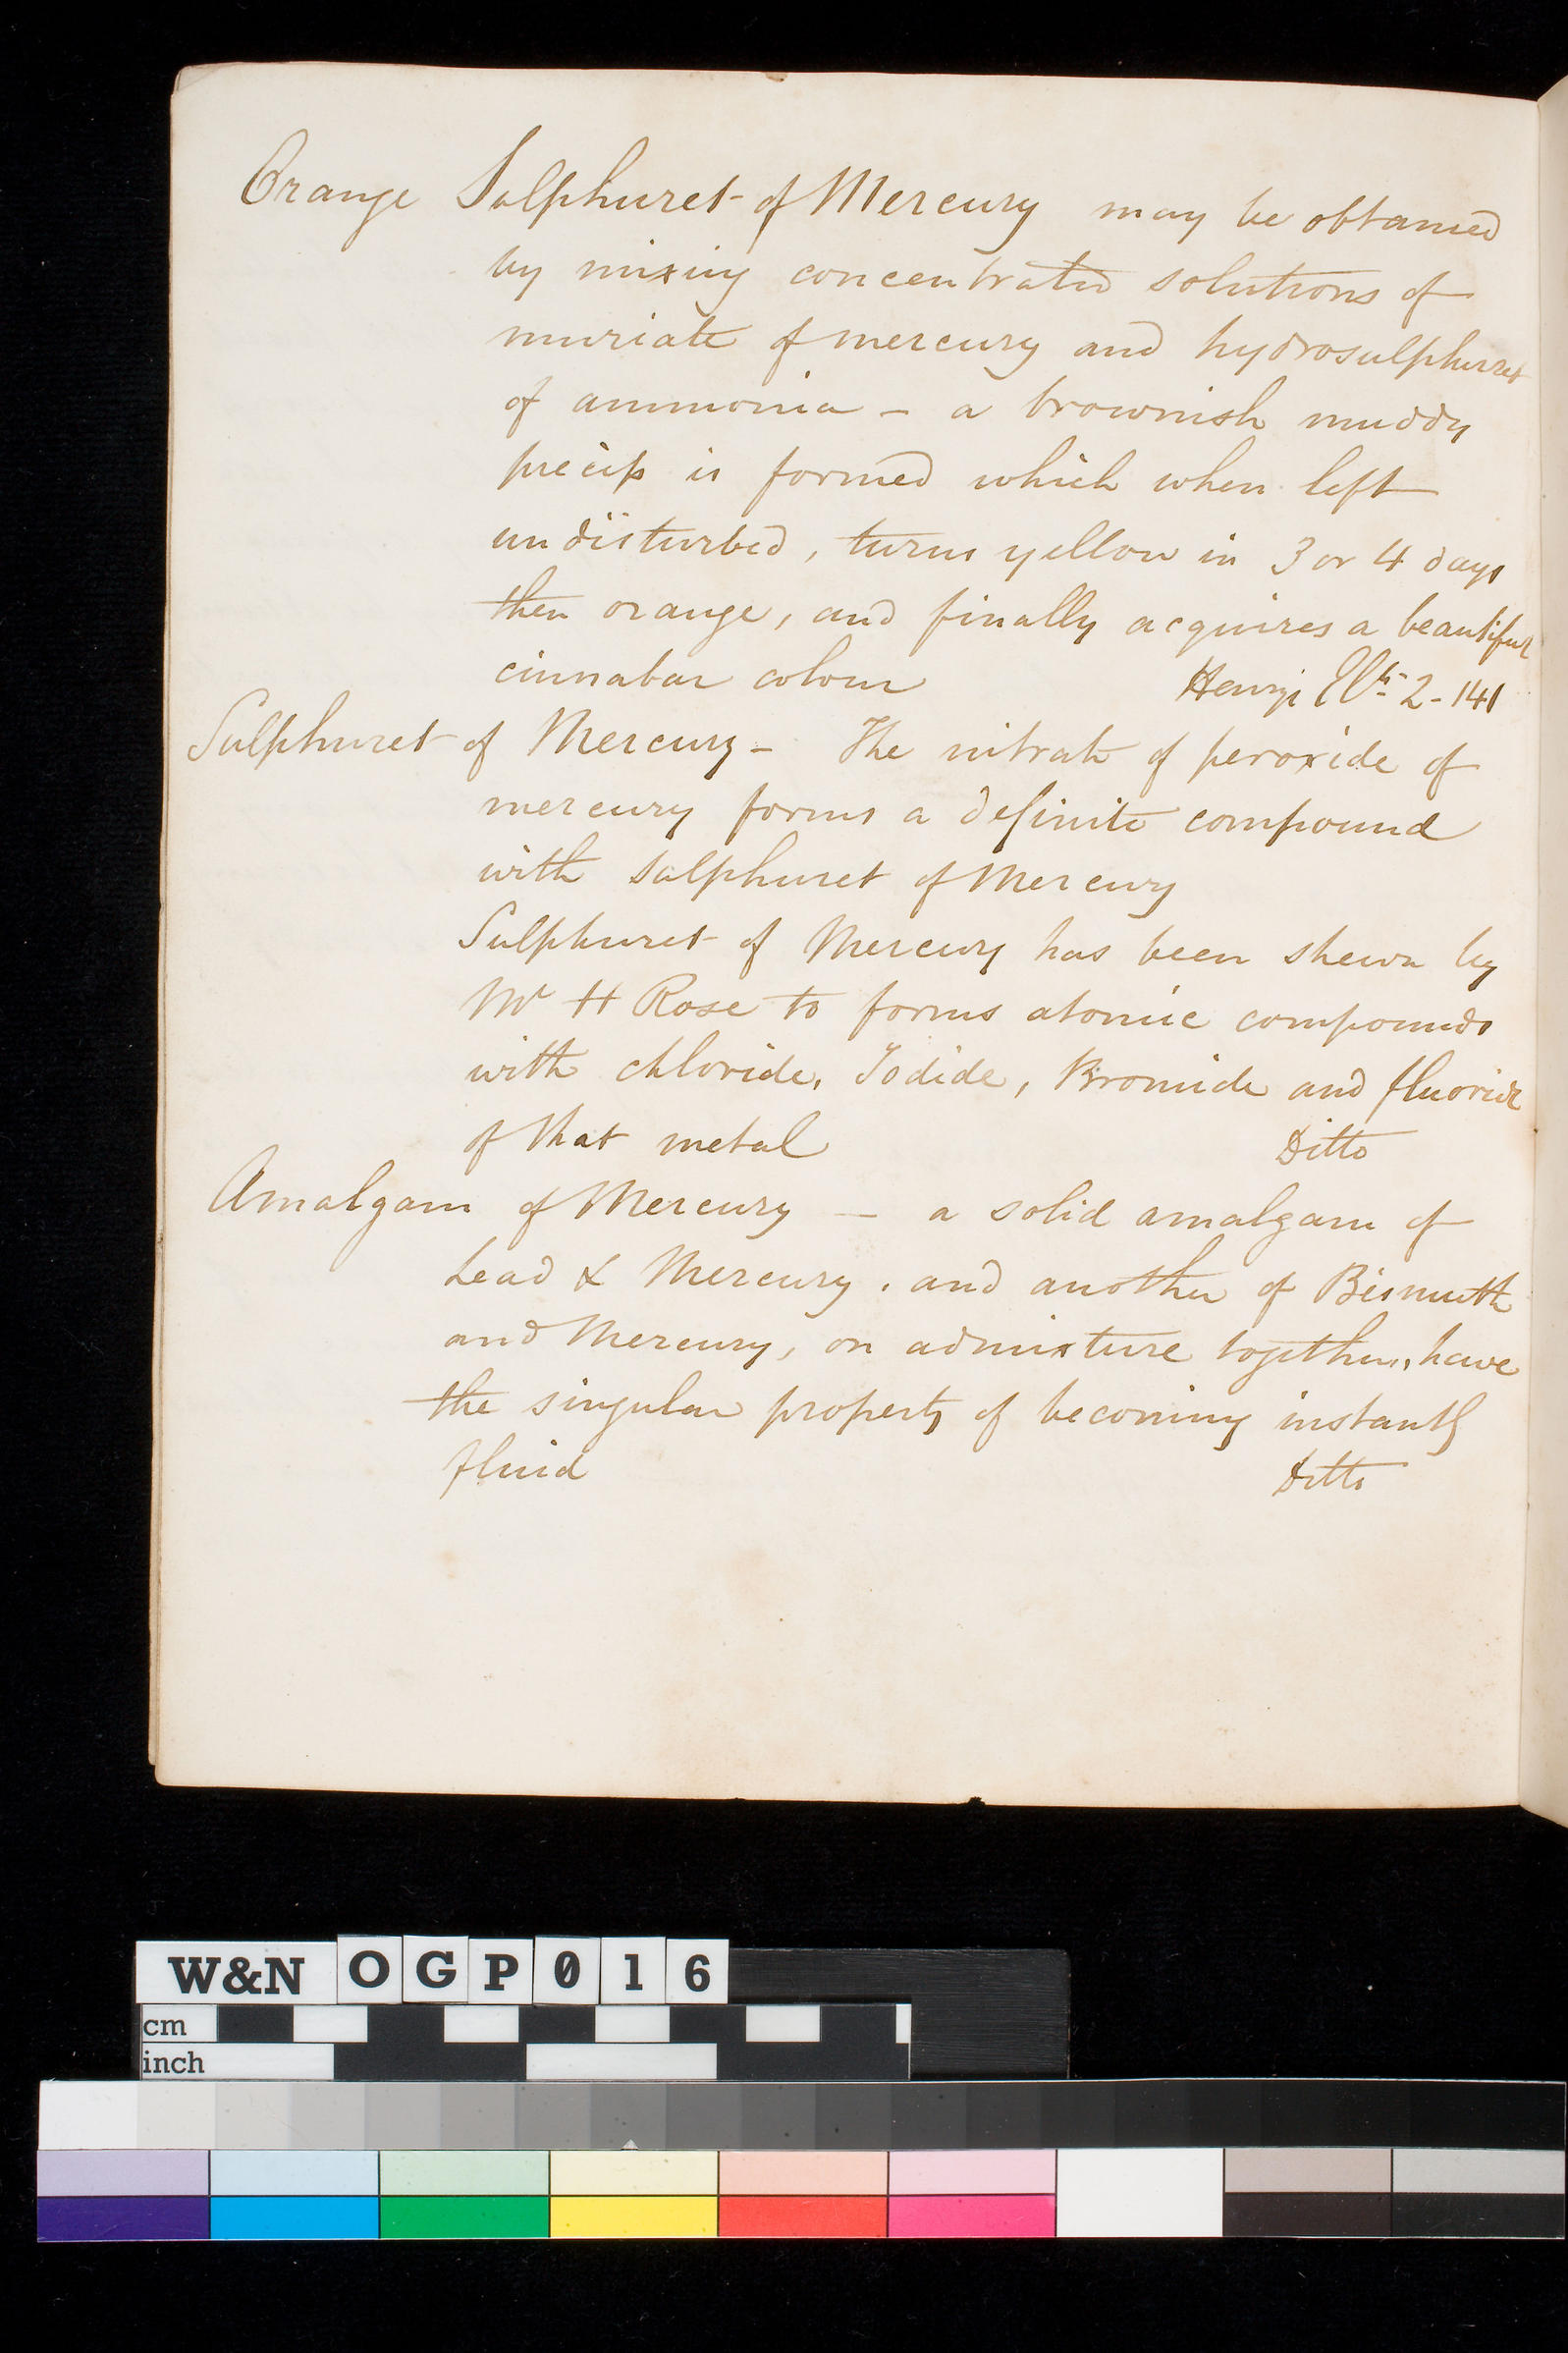 Orange Sulphuret of Mercury may be obtained
by mixing concentrated solutions of
muriate of mercury and hydrosulphuret
of ammonia – a brownish muddy
precip is formed which when left
undisturbed, turns yellow in 3 or 4 days
then orange, and finally acquires a beautiful
cinnabar colour Henry's 2 - 141
Sulphuret of Mercury – The nitrate of peroxide of
mercury forms a definite compound
with sulphuret of Mercury
Sulphuret of Mercury has been shewn by
Mr H Rose to forms atomic compounds
with chloride, Iodide, Bromide and fluoride
of that metal Ditto
Amalgam of Mercury – a solid amalgam of
Lead & Mercury, and another of Bismuth
and Mercury, on admixture together, have
the singular property of becoming instantly
fluid Ditto
W&N OGP016
cm
inch